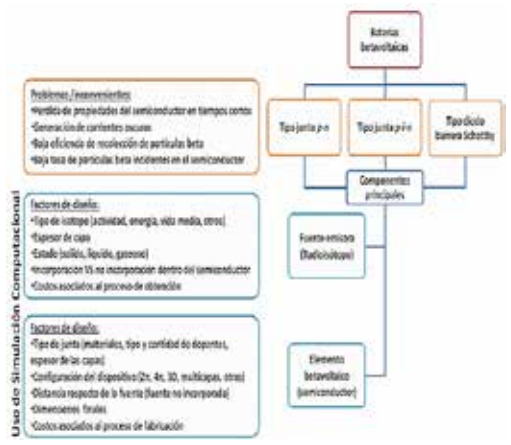 Uso de Simulación Computacional
Baterías
betavoltaicas
Tipo junta p-n
Tipo junta p-i-n
Tipo diodo
barrera Schottky
Componentes
principales
Fuente emisora
(Radioisótopo)
Elemento
betavoltaico
(semiconductor)
Problemas /inconvenientes:
•Perdida de propiedades del semiconductor en tiempos cortos
•Generación de corrientes oscuras
•Baja eficiencia de recolección de partículas beta
•Baja tasa de partículas beta incidentes en el semiconductor
Factores de diseño:
•Tipo de isotopo (actividad, energía, vida media, otros)
•Espesor de capa
•Estado (solido, liquido, gaseoso)
•Incorporación VS no incorporación dentro del semiconductor
•Costos asociados al proceso de obtención
Factores de diseño:
•Tipo de junta (materiales, tipo y cantidad de dopantes,
espesor de las capas)
•Configuración del dispositivo (2π, 4π, 3D, multicapas, otros)
•Distancia respecto de la fuente (fuente no incorporada)
•Dimensiones finales
•Costos asociados al proceso de fabricación